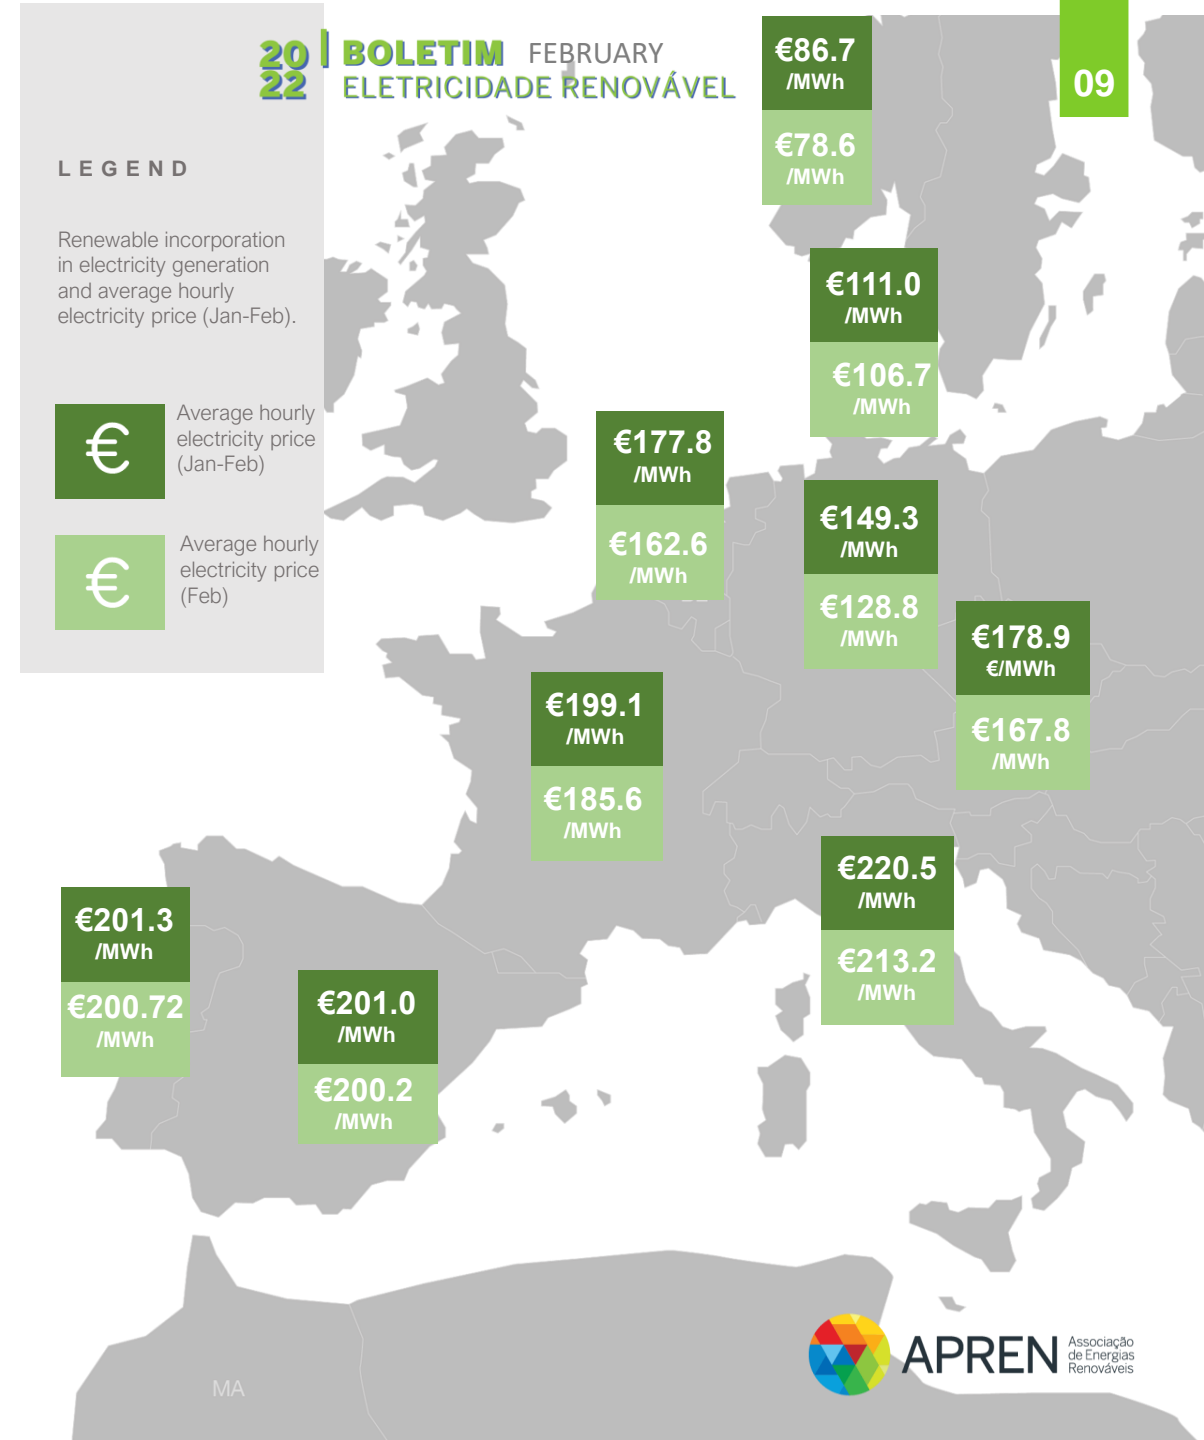 20
22
BOLETIM FEBRUARY
ELETRICIDADE RENOVÁVEL
09
LEGEND
Renewable incorporation
in electricity generation
and average hourly
electricity price (Jan-Feb).
€
Average hourly
electricity price
(Jan-Feb)
€
Average hourly
electricity price
(Feb)
€86.7
/MWh
€78.6
/MWh
€111.0
/MWh
€106.7
/MWh
€177.8
/MWh
€162.6
/MWh
€149.3
/MWh
€128.8
/MWh
€178.9
€/MWh
€167.8
/MWh
€199.1
/MWh
€185.6
/MWh
€220.5
/MWh
€213.2
/MWh
€201.3
/MWh
€200.72
/MWh
€201.0
/MWh
€200.2
/MWh
MA
APREN
Associação
de Energias
Renováveis